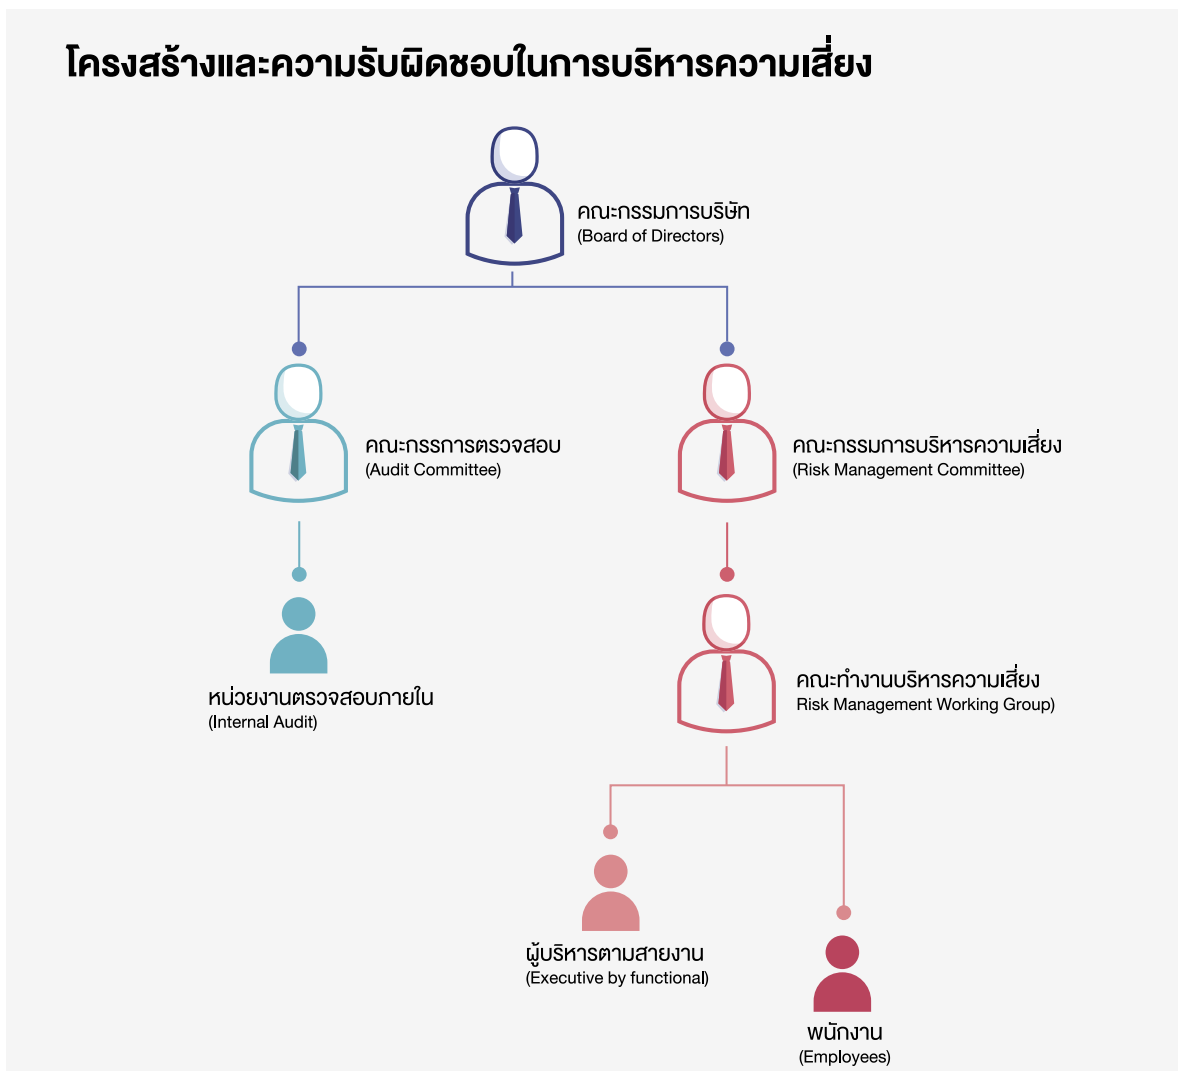 โครงสร้างและความรับผิดชอบในการบริหารความเสี่ยง
คณะกรรมการบริษัท
(Board of Directors)
คณะกรรการตรวจสอบ
(Audit Committee)
คณะกรรมการบริหารความเสี่ยง
(Risk Management Committee)
หน่วยงานตรวจสอบภายใน
(Internal Audit)
คณะทำงานบริหารความเสี่ยง
Risk Management Working Group)
ผู้บริหารตามสายงาน
(Executive by functional)
พนักงาน
(Employees)